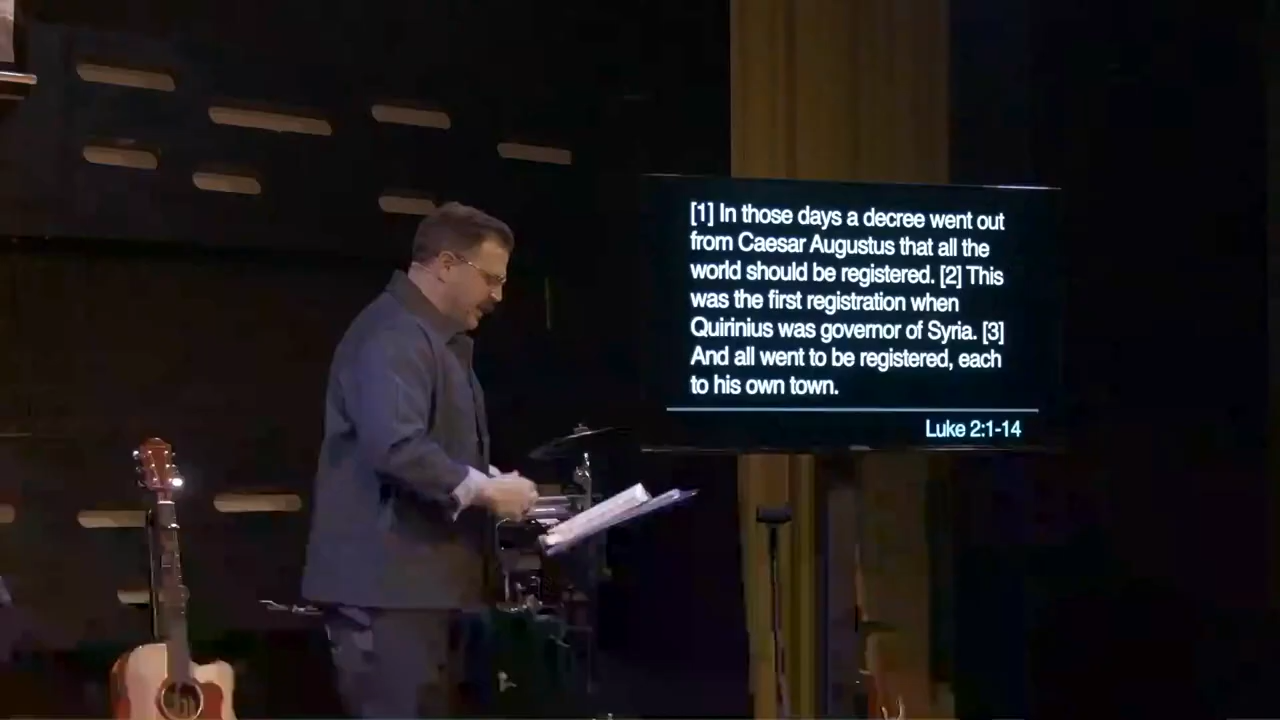 [1] In those days a decree went out
from Caesar Augustus that all the
world should be registered. [2] This
was the first registration when
Quirinius was governor of Syria. [3]
And all went to be registered, each
to his own town.
Luke 2:1-14